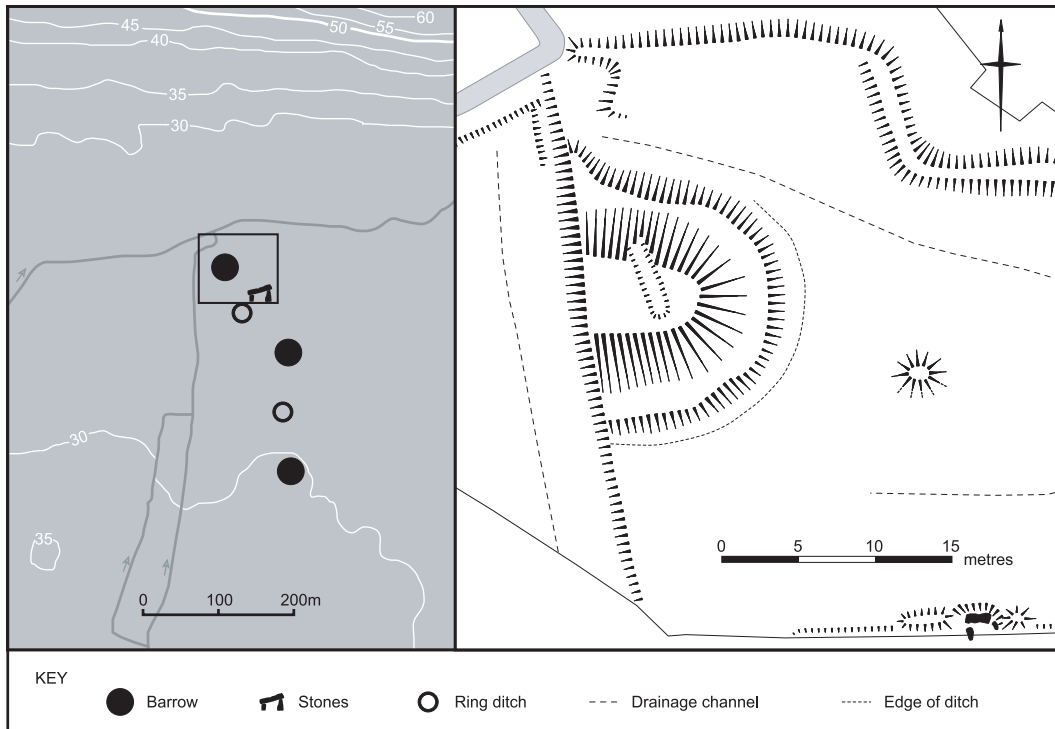 45
40
50
55
60
35
30
30
35
0 100 200m
0 5 10 15
metres
KEY
Barrow
Stones
Ring ditch
Drainage channel
Edge of ditch